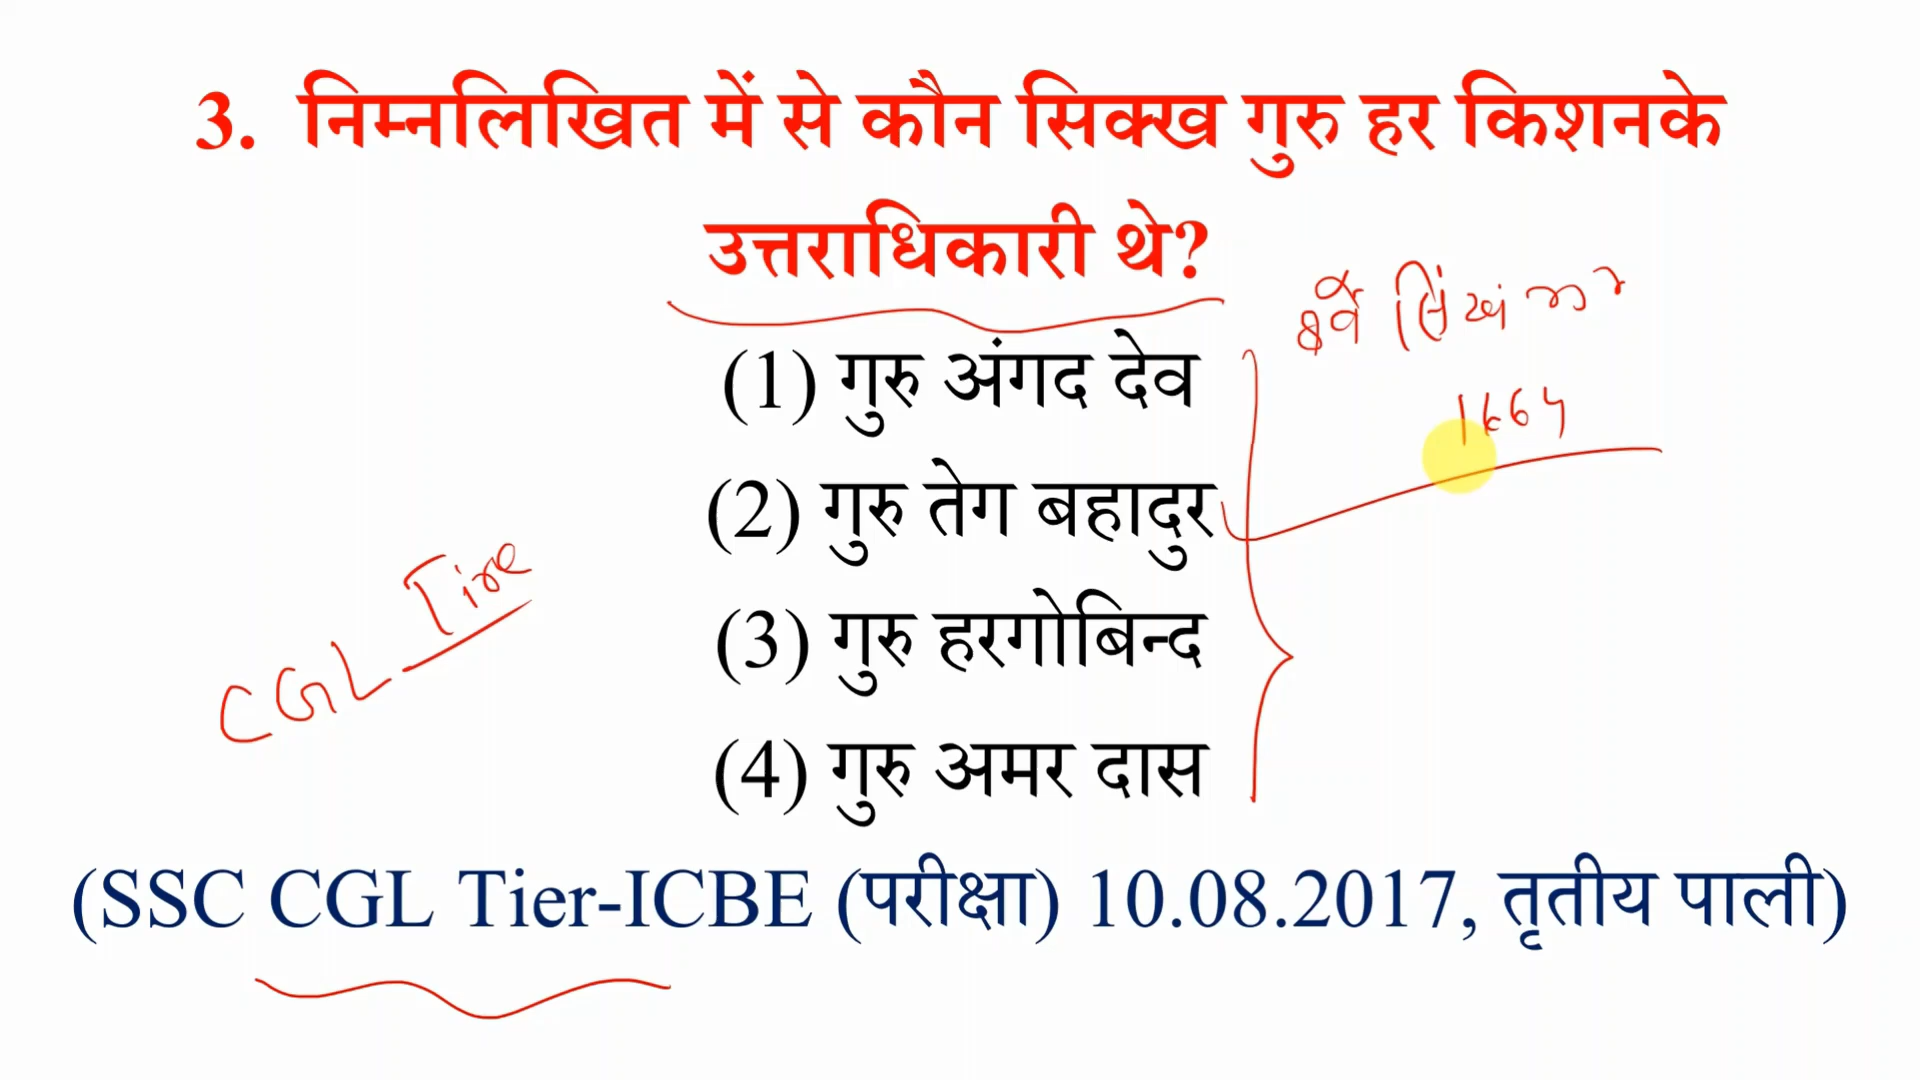 3. निम्नलिखित में से कौन सिक्ख गुरु हर किशनके
उत्तराधिकारी थे?
8वें
(1) गुरु अंगद देव
1664
(2) गुरु तेग बहादुर
(3) गुरु हरगोबिन्द
CGL Tire
(4) गुरु अमर दास
(SSC CGL Tier-ICBE (परीक्षा) 10.08.2017, तृतीय पाली)